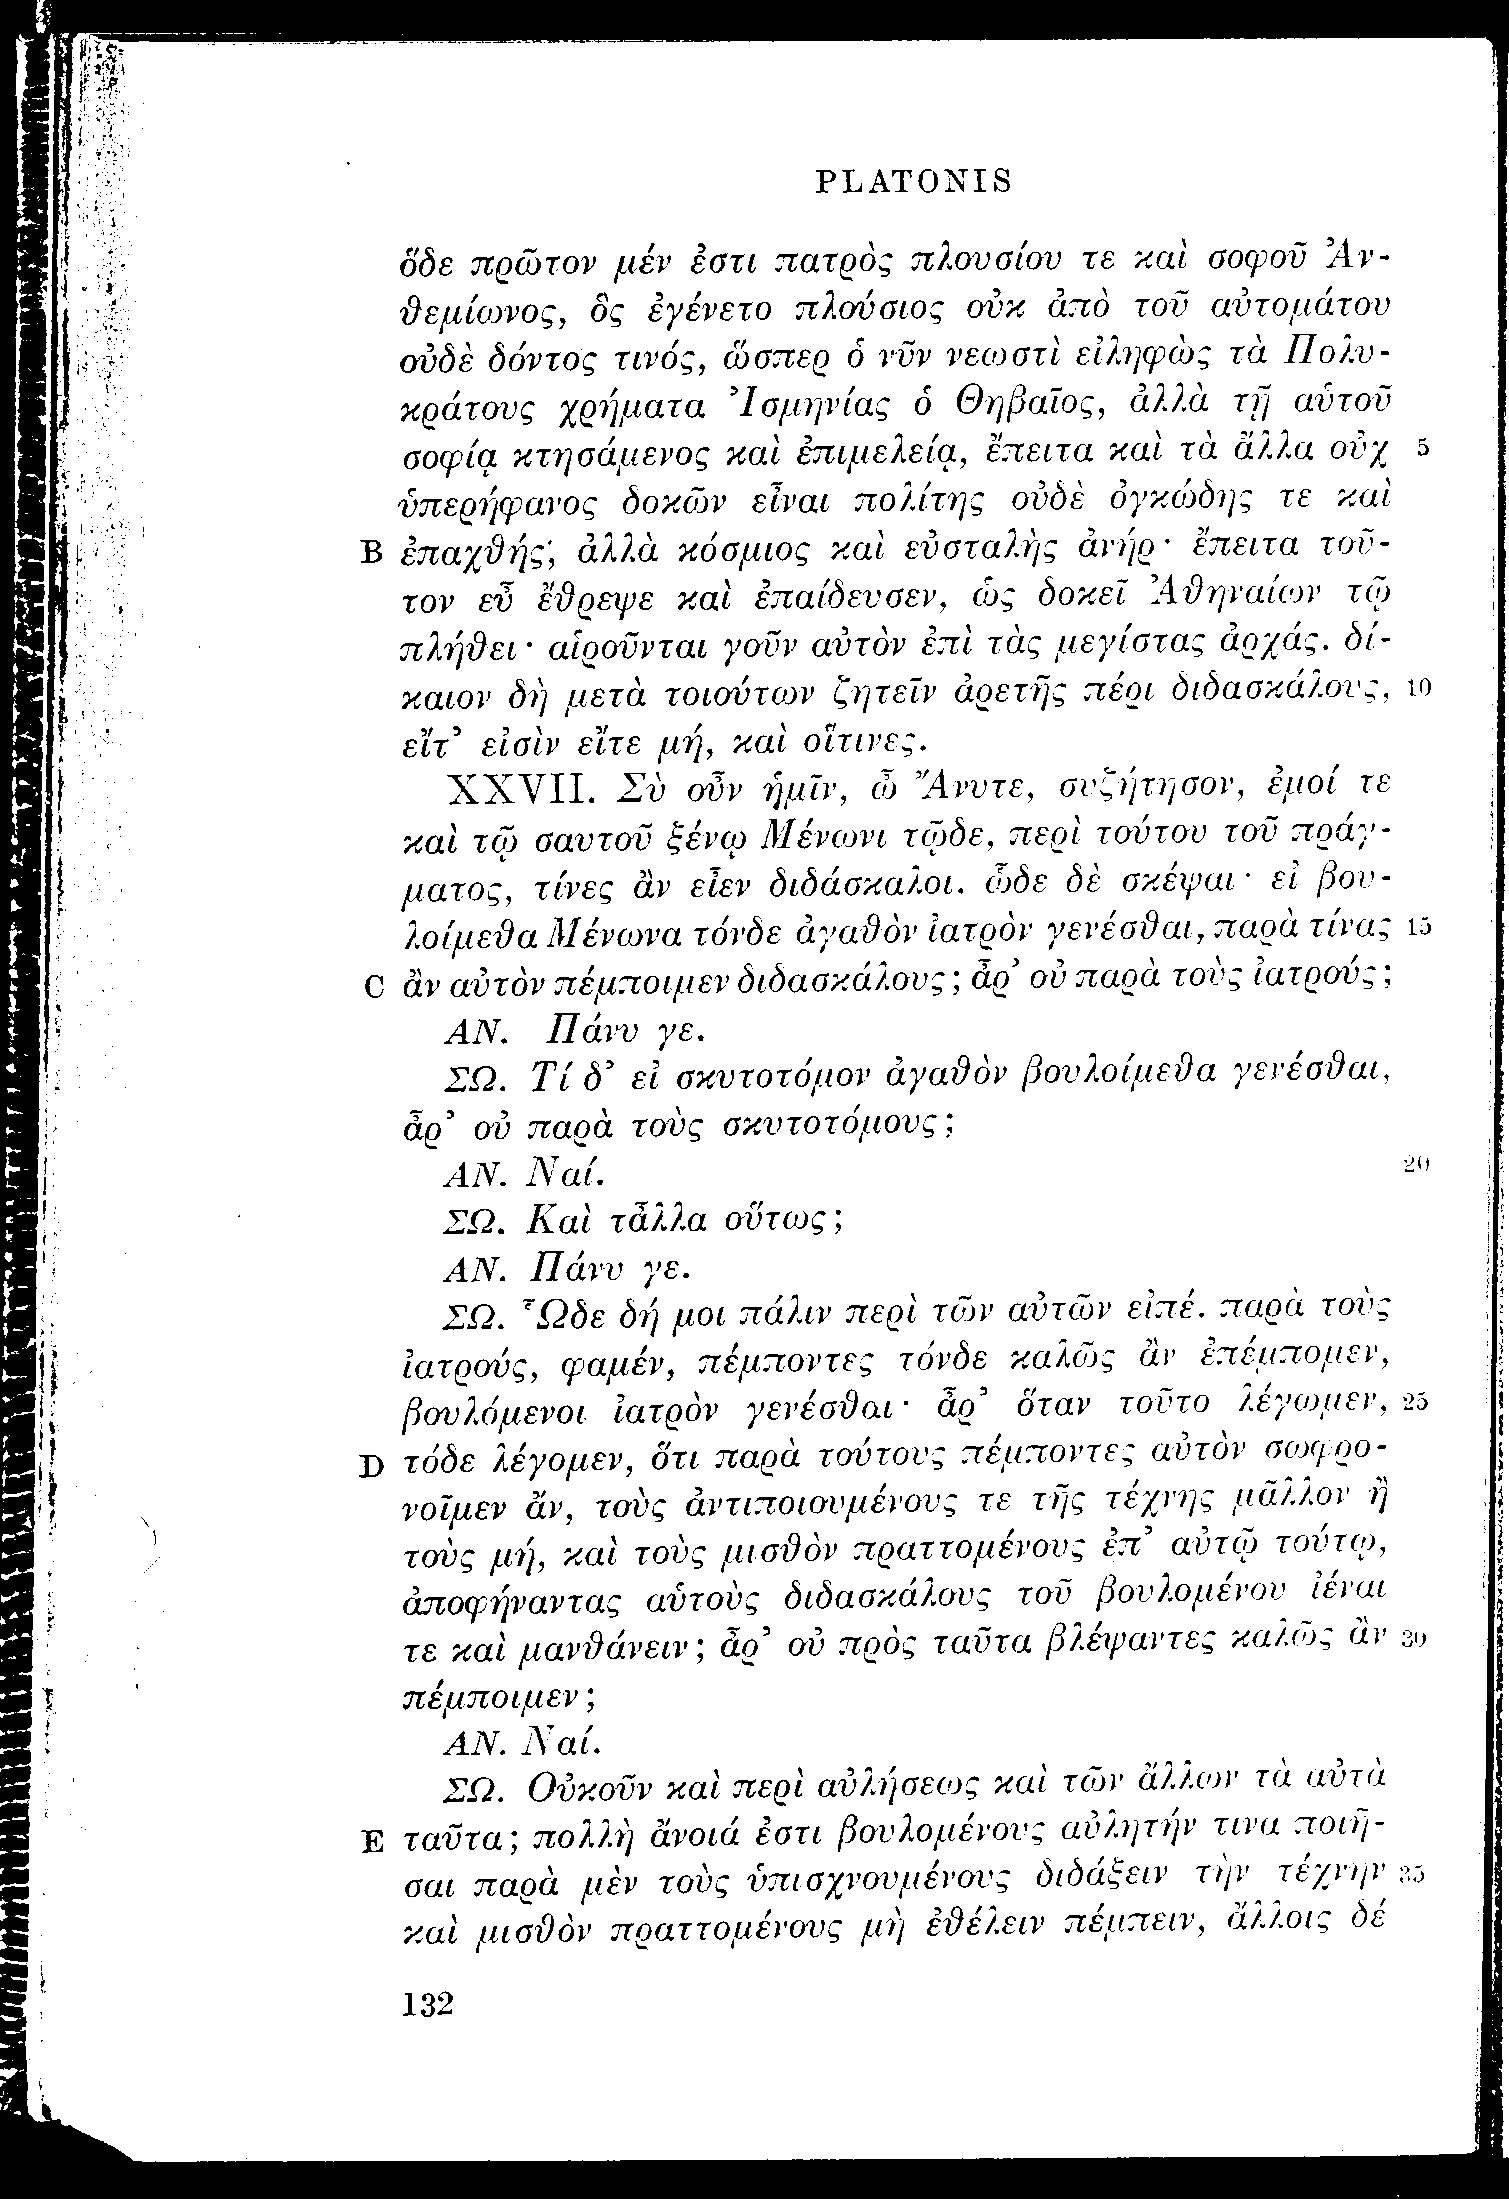 PLATONIS
ὅδε πρῶτον μέν ἐστι πατρὸς πλουσίου τε καὶ σοφοῦ Ἀν-
θεμίωνος, ὃς ἐγένετο πλούσιος οὐκ ἀπὸ τοῦ αὐτομάτου
οὐδὲ δόντος τινός, ὥσπερ ὁ νῦν νεωστὶ εἰληφὼς τὰ Πολυ-
κράτους χρήματα Ἰσμηνίας ὁ Θηβαῖος, ἀλλὰ τῇ αὑτοῦ
σοφίᾳ κτησάμενος καὶ ἐπιμελείᾳ, ἔπειτα καὶ τὰ ἄλλα οὐχ 5
ὑπερήφανος δοκῶν εἶναι πολίτης οὐδὲ ὀγκώδης τε καὶ
B ἐπαχθής, ἀλλὰ κόσμιος καὶ εὐσταλὴς ἀνήρ· ἔπειτα τοῦ-
τον εὖ ἔθρεψε καὶ ἐπαίδευσεν, ὡς δοκεῖ Ἀθηναίων τῷ
πλήθει· αἱροῦνται γοῦν αὐτὸν ἐπὶ τὰς μεγίστας ἀρχάς. δί-
καιον δὴ μετὰ τοιούτων ζητεῖν ἀρετῆς πέρι διδασκάλους, 10
εἴτ’ εἰσὶν εἴτε μή, καὶ οἵτινες.
XXVII. Σὺ οὖν ἡμῖν, ὦ Ἄνυτε, συζήτησον, ἐμοί τε
καὶ τῷ σαυτοῦ ξένῳ Μένωνι τῷδε, περὶ τούτου τοῦ πράγ-
ματος, τίνες ἂν εἶεν διδάσκαλοι. ὧδε δὲ σκέψαι· εἰ βου-
λοίμεθα Μένωνα τόνδε ἀγαθὸν ἰατρὸν γενέσθαι, παρὰ τίνας 15
C ἂν αὐτὸν πέμποιμεν διδασκάλους; ἆρ’ οὐ παρὰ τοὺς ἰατρούς;
ΑΝ. Πάνυ γε.
ΣΩ. Τί δ’ εἰ σκυτοτόμον ἀγαθὸν βουλοίμεθα γενέσθαι,
ἆρ’ οὐ παρὰ τοὺς σκυτοτόμους;
ΑΝ. Ναί. 20
ΣΩ. Καὶ τἆλλα οὕτως;
ΑΝ. Πάνυ γε.
ΣΩ. Ὧδε δή μοι πάλιν περὶ τῶν αὐτῶν εἰπέ. παρὰ τοὺς
ἰατρούς, φαμέν, πέμποντες τόνδε καλῶς ἂν ἐπέμπομεν,
βουλόμενοι ἰατρὸν γενέσθαι· ἆρ’ ὅταν τοῦτο λέγωμεν, 25
D τόδε λέγομεν, ὅτι παρὰ τούτους πέμποντες αὐτὸν σωφρο-
νοῖμεν ἄν, τοὺς ἀντιποιουμένους τε τῆς τέχνης μᾶλλον ἢ
τοὺς μή, καὶ τοὺς μισθὸν πραττομένους ἐπ’ αὐτῷ τούτῳ,
ἀποφήναντας αὑτοὺς διδασκάλους τοῦ βουλομένου ἰέναι
τε καὶ μανθάνειν; ἆρ’ οὐ πρὸς ταῦτα βλέψαντες καλῶς ἂν 30
πέμποιμεν;
ΑΝ. Ναί.
ΣΩ. Οὐκοῦν καὶ περὶ αὐλήσεως καὶ τῶν ἄλλων τὰ αὐτὰ
E ταῦτα; πολλὴ ἄνοιά ἐστι βουλομένους αὐλητήν τινα ποιῆ-
σαι παρὰ μὲν τοὺς ὑπισχνουμένους διδάξειν τὴν τέχνην 35
καὶ μισθὸν πραττομένους μὴ ἐθέλειν πέμπειν, ἄλλοις δέ
132